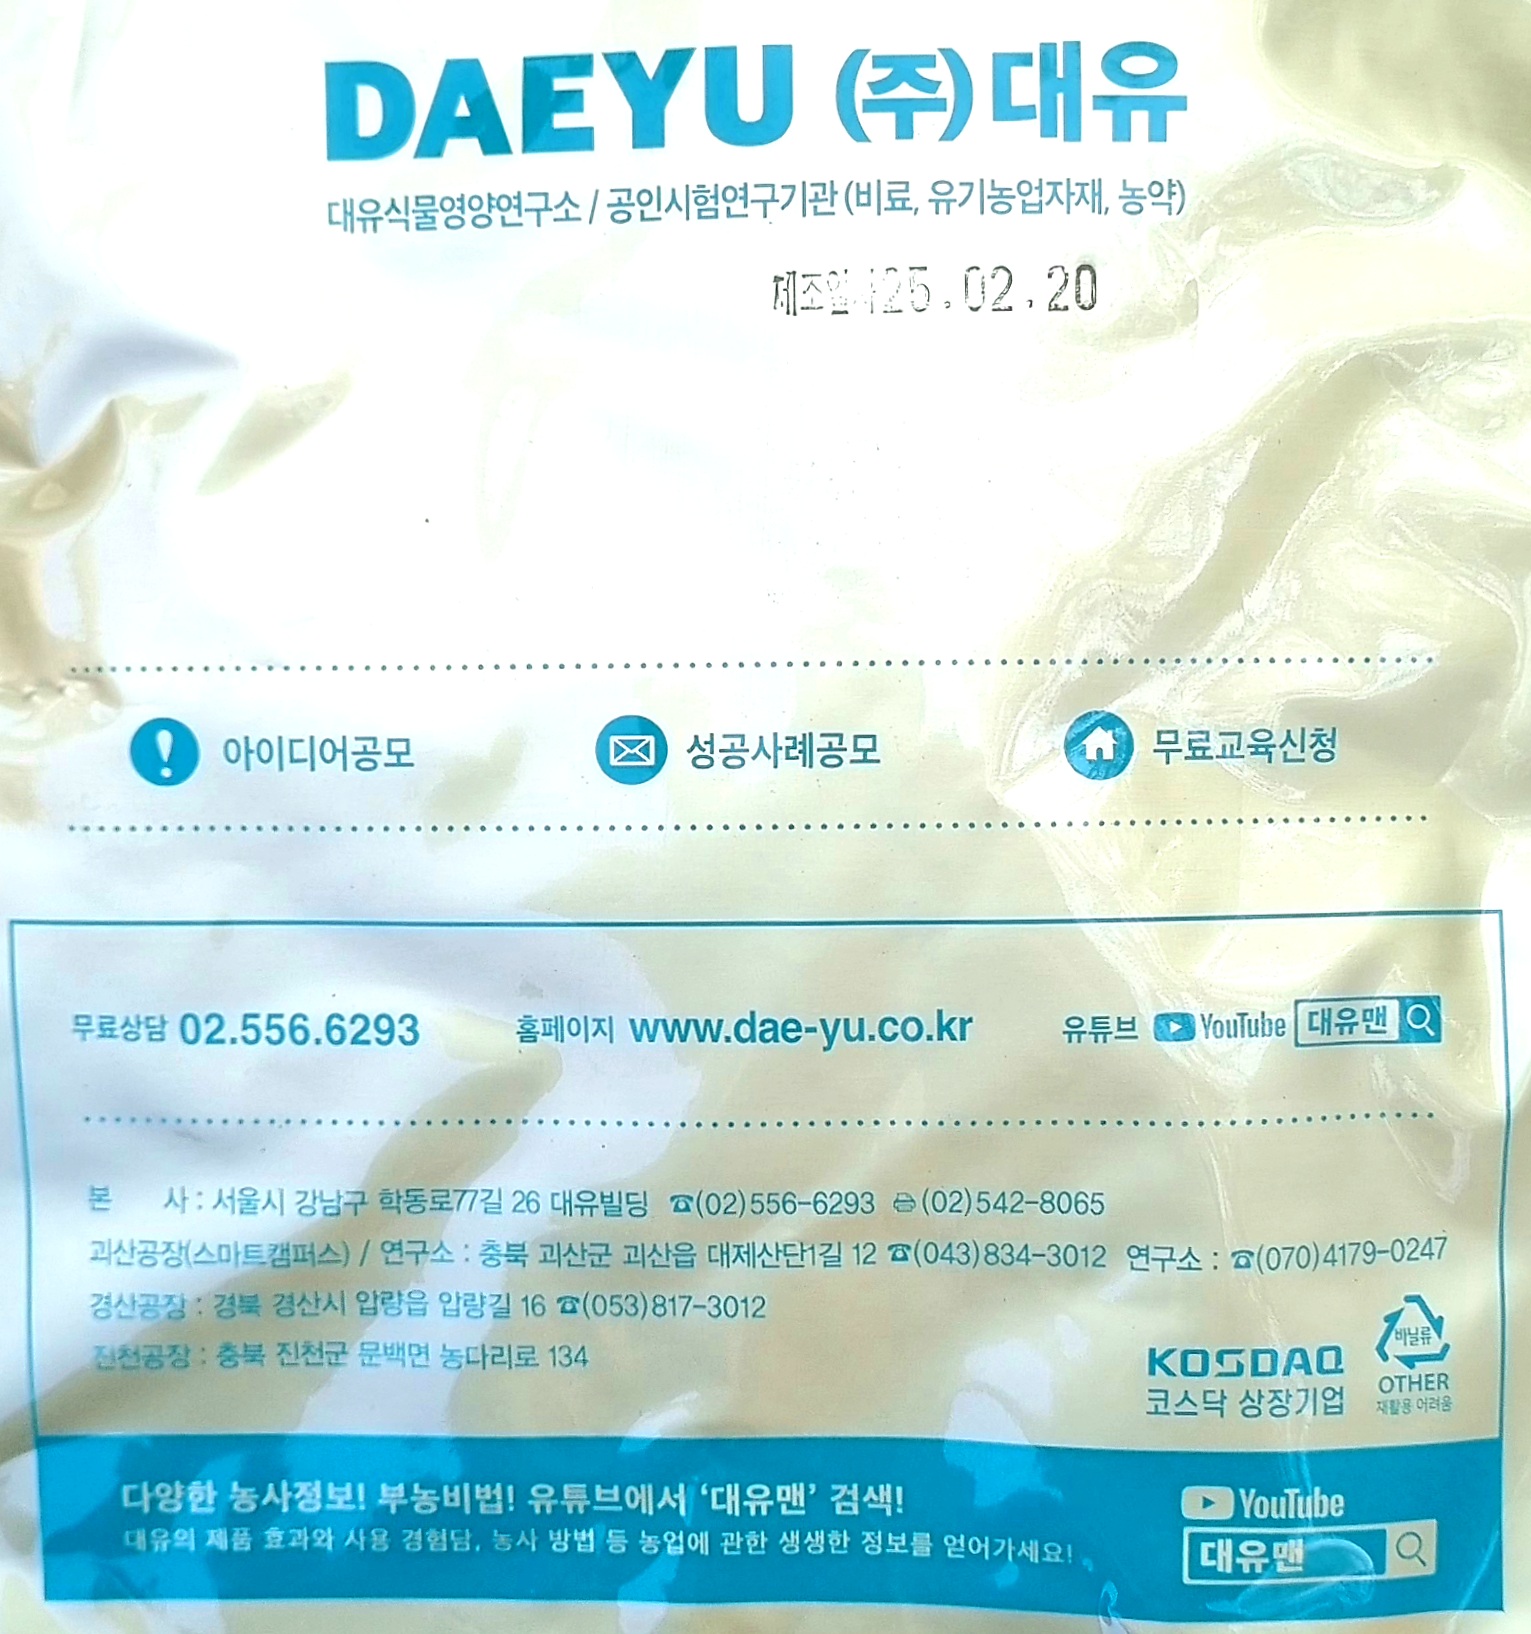 DAEYU (주)대유
대유식물영양연구소 / 공인시험연구기관 (비료, 유기농업자재, 농약)
제조일자25.02.20
아이디어공모 성공사례공모 무료교육신청
무료상담 02.556.6293 홈페이지 www.dae-yu.co.kr 유튜브 YouTube 대유맨
본 사 : 서울시 강남구 학동로77길 26 대유빌딩 ☎(02)556-6293 (02)542-8065
괴산공장(스마트캠퍼스) / 연구소 : 충북 괴산군 괴산읍 대제산단1길 12 ☎(043)834-3012 연구소 : ☎(070)4179-0247
경산공장 : 경북 경산시 압량읍 압량길 16 ☎(053)817-3012
진천공장 : 충북 진천군 문백면 농다리로 134
KOSDAQ
코스닥 상장기업
비닐류
OTHER
재활용 어려움
다양한 농사정보! 부농비법! 유튜브에서 ‘대유맨’ 검색!
대유의 제품 효과와 사용 경험담, 농사 방법 등 농업에 관한 생생한 정보를 얻어가세요!
YouTube
대유맨